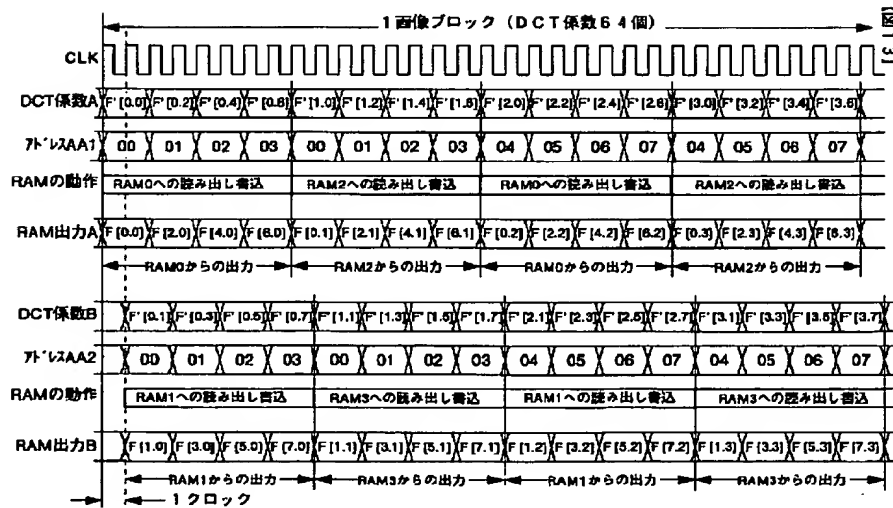 1画像ブロック（DCT係数64個）
【図13】
CLK
DCT係数A F'[0.0] F'[0.2] F'[0.4] F'[0.6] F'[1.0] F'[1.2] F'[1.4] F'[1.6] F'[2.0] F'[2.2] F'[2.4] F'[2.6] F'[3.0] F'[3.2] F'[3.4] F'[3.6]
ｱﾄﾞﾚｽAA1 00 01 02 03 00 01 02 03 04 05 06 07 04 05 06 07
RAMの動作 RAM0への読み出し書込 RAM2への読み出し書込 RAM0への読み出し書込 RAM2への読み出し書込
RAM出力A F[0.0] F[2.0] F[4.0] F[6.0] F[0.1] F[2.1] F[4.1] F[6.1] F[0.2] F[2.2] F[4.2] F[6.2] F[0.3] F[2.3] F[4.3] F[6.3]
RAM0からの出力 RAM2からの出力 RAM0からの出力 RAM2からの出力
DCT係数B F'[0.1] F'[0.3] F'[0.5] F'[0.7] F'[1.1] F'[1.3] F'[1.5] F'[1.7] F'[2.1] F'[2.3] F'[2.5] F'[2.7] F'[3.1] F'[3.3] F'[3.5] F'[3.7]
ｱﾄﾞﾚｽAA2 00 01 02 03 00 01 02 03 04 05 06 07 04 05 06 07
RAMの動作 RAM1への読み出し書込 RAM3への読み出し書込 RAM1への読み出し書込 RAM3への読み出し書込
RAM出力B F[1.0] F[3.0] F[5.0] F[7.0] F[1.1] F[3.1] F[5.1] F[7.1] F[1.2] F[3.2] F[5.2] F[7.2] F[1.3] F[3.3] F[5.3] F[7.3]
RAM1からの出力 RAM3からの出力 RAM1からの出力 RAM3からの出力
1クロック